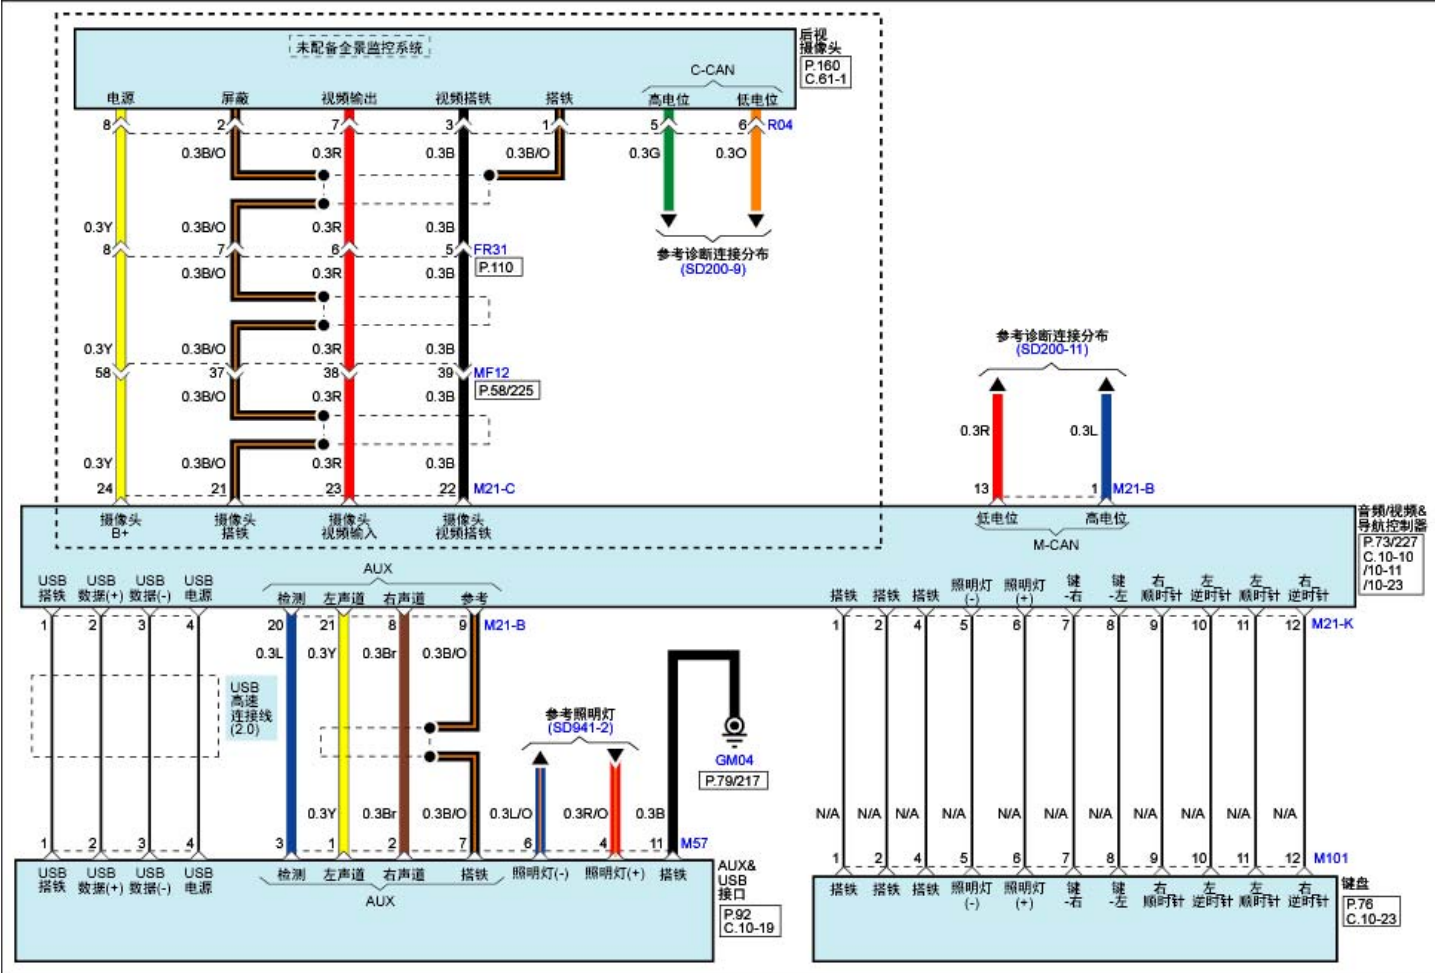 未配备全景监控系统
后视
摄像头
P.160
C.61-1
C-CAN
电源 屏蔽 视频输出 视频搭铁 搭铁 高电位 低电位
8 2 7 3 1 5 6 R04
0.3B/O 0.3R 0.3B 0.3B/O 0.3G 0.3O
0.3Y 0.3B/O 0.3R 0.3B
8 7 6 5 FR31
P.110
0.3B/O 0.3R 0.3B
参考诊断连接分布
(SD200-9)
0.3Y 0.3B/O 0.3R 0.3B
58 37 38 39 MF12
P.58/225
0.3B/O 0.3R 0.3B
参考诊断连接分布
(SD200-11)
0.3R 0.3L
0.3Y 0.3B/O 0.3R 0.3B
24 21 23 22 M21-C
13 1 M21-B
摄像头
B+
摄像头
搭铁
摄像头
视频输入
摄像头
视频搭铁
低电位 高电位
M-CAN
音频/视频&
导航控制器
P.73/227
C.10-10
/10-11
/10-23
AUX
USB
搭铁
USB
数据(+)
USB
数据(-)
USB
电源
检测 左声道 右声道 参考
搭铁 搭铁 搭铁
照明灯
(-)
照明灯
(+)
键
-右
键
-左
右_
顺时针
左_
逆时针
左_
顺时针
右_
逆时针
1 2 3 4 20 21 8 9 M21-B
1 2 4 5 6 7 8 9 10 11 12 M21-K
0.3L 0.3Y 0.3Br 0.3B/O
USB
高速
连接线
(2.0)
参考照明灯
(SD941-2)
GM04
P.79/217
0.3Y 0.3Br 0.3B/O 0.3L/O 0.3R/O 0.3B
N/A N/A N/A N/A N/A N/A N/A N/A N/A N/A N/A
1 2 3 4 3 1 2 7 6 4 11 M57
1 2 4 5 6 7 8 9 10 11 12 M101
USB
搭铁
USB
数据(+)
USB
数据(-)
USB
电源
检测 左声道 右声道 搭铁 照明灯(-) 照明灯(+) 搭铁
AUX
AUX&
USB
接口
P.92
C.10-19
搭铁 搭铁 搭铁
照明灯
(-)
照明灯
(+)
键
-右
键
-左
右_
顺时针
左_
逆时针
左_
顺时针
右_
逆时针
键盘
P.76
C.10-23